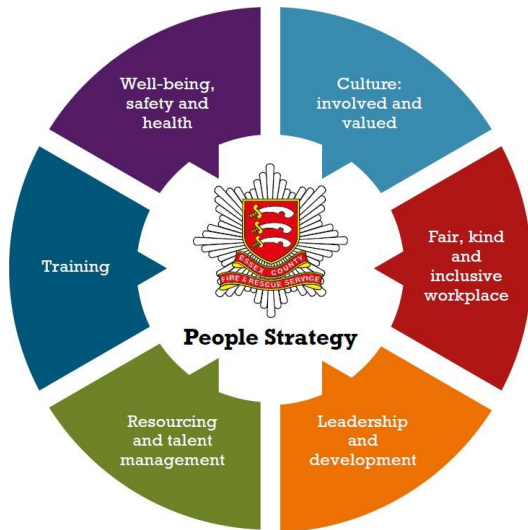 Well-being,
safety and
health
Culture:
involved and
valued
Training
Fair, kind
and
inclusive
workplace
ESSEX COUNTY
FIRE & RESCUE SERVICE
People Strategy
Resourcing
and talent
management
Leadership
and
development